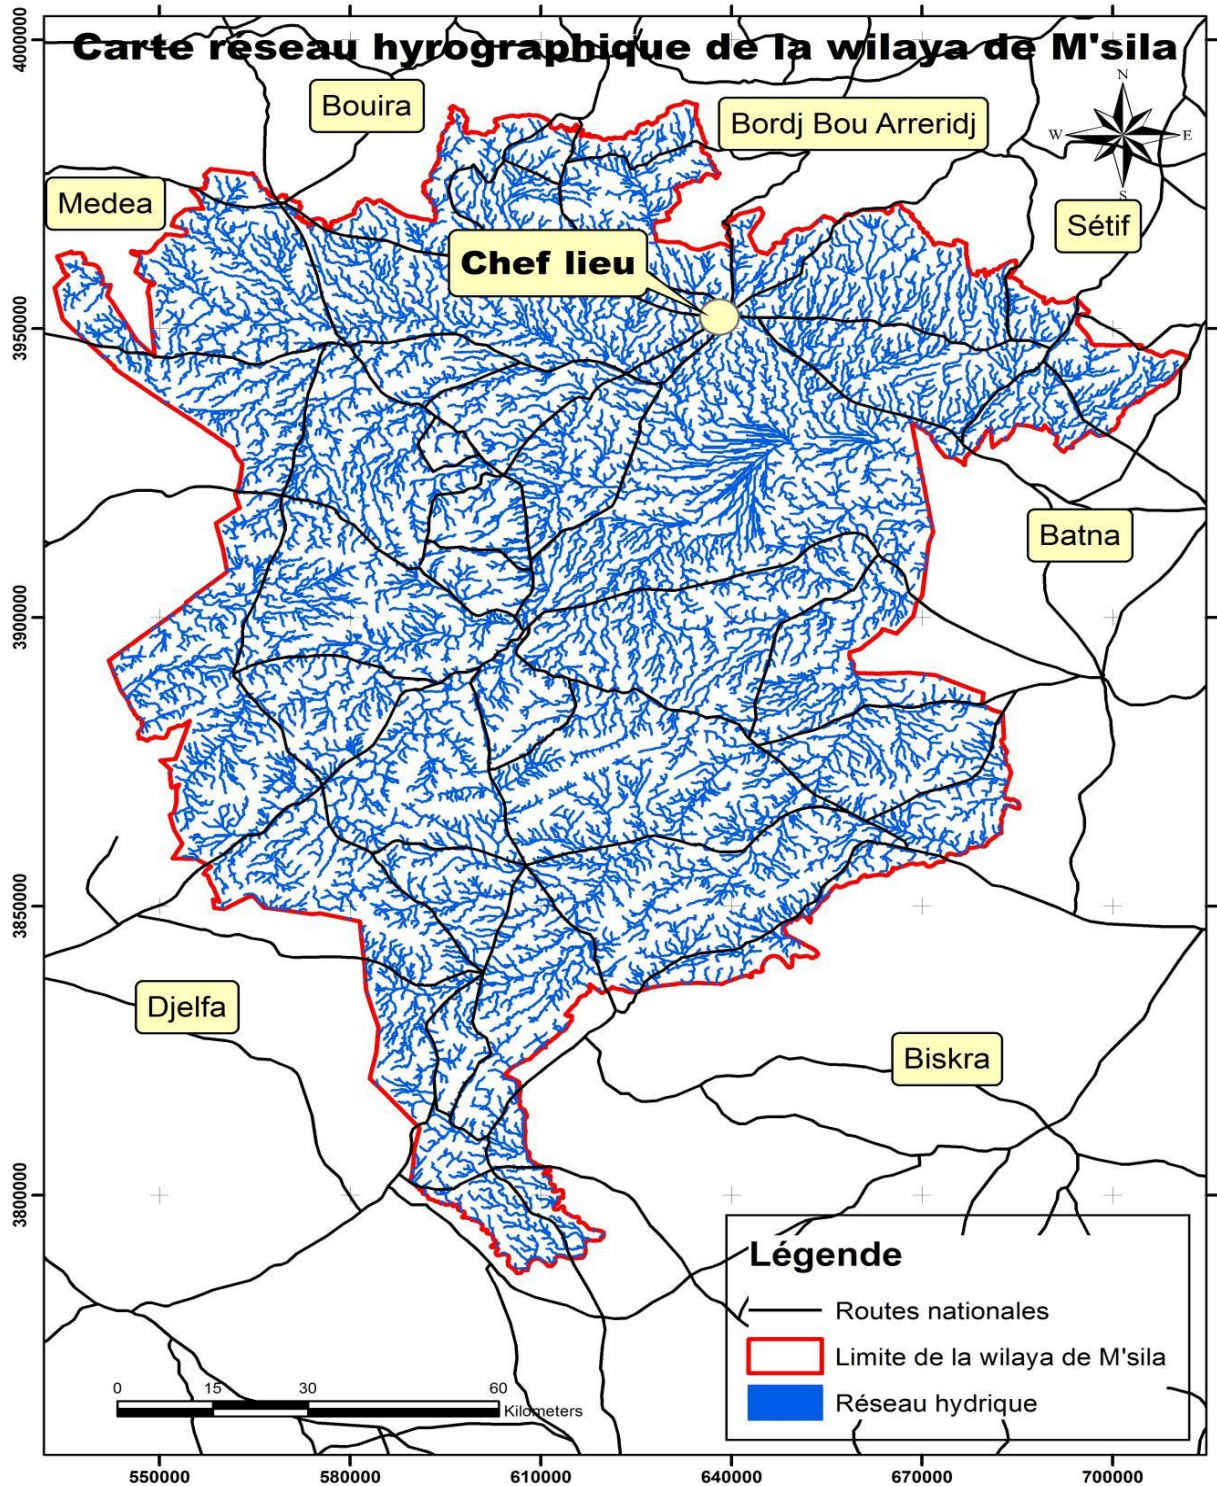 Carte réseau hyrographique de la wilaya de M'sila
Bouira
Bordj Bou Arreridj
N
W
E
S
Medea
Sétif
Chef lieu
Batna
Djelfa
Biskra
4000000
3950000
3900000
3850000
3800000
Légende
Routes nationales
Limite de la wilaya de M'sila
Réseau hydrique
0 15 30 60
Kilometers
550000 580000 610000 640000 670000 700000